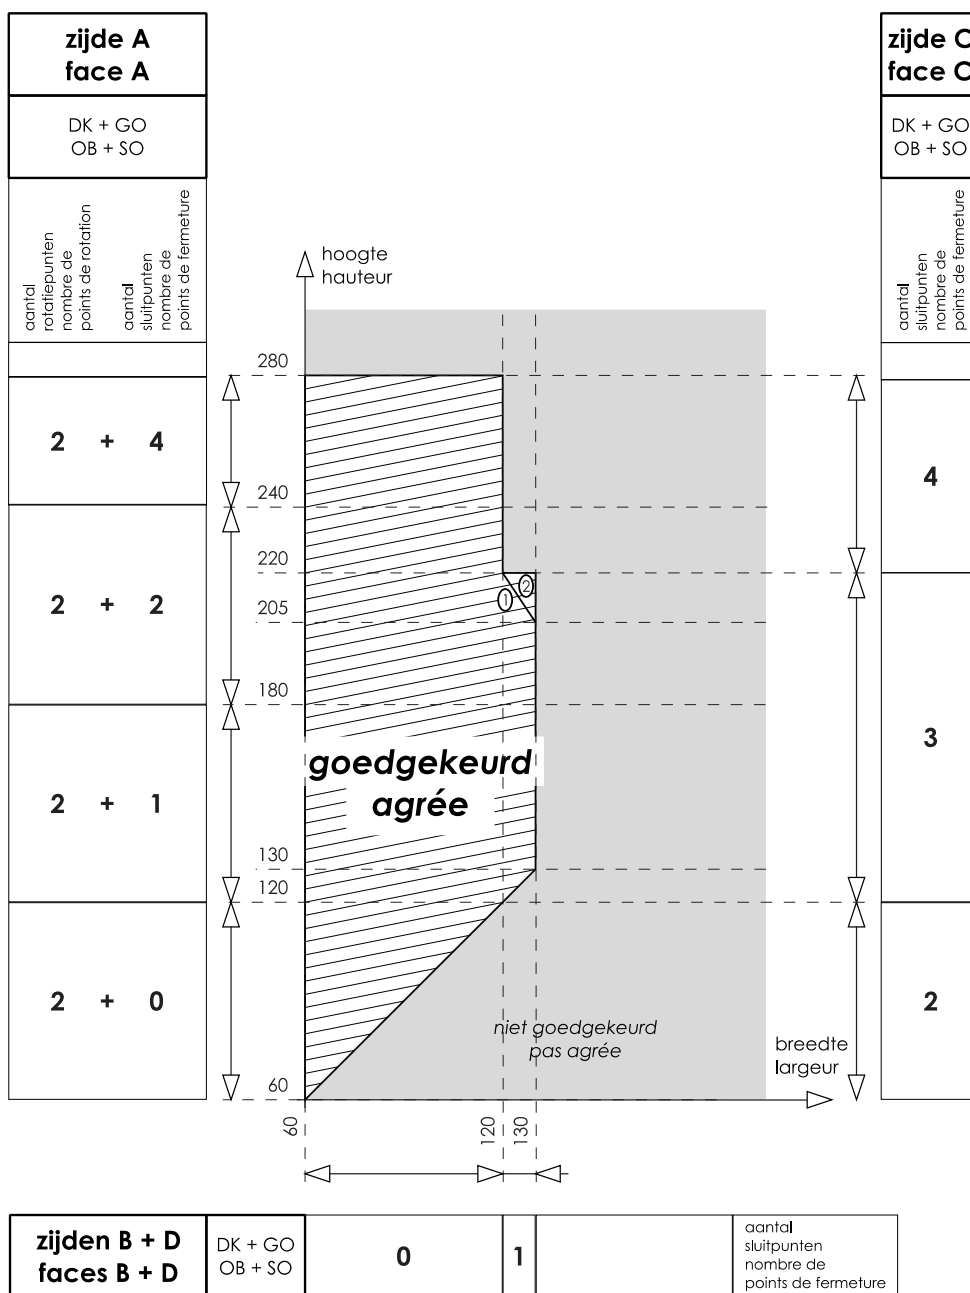 zijde A
face A
DK + GO
OB + SO
aantal
rotatiepunten
nombre de
points de rotation
aantal
sluitpunten
nombre de
points de fermeture
2 + 4
2 + 2
2 + 1
2 + 0
hoogte
hauteur
280
240
220
205
180
130
120
60
1
2
goedgekeurd
agrée
niet goedgekeurd
pas agrée
breedte
largeur
60
120
130
zijde C
face C
DK + GO
OB + SO
aantal
sluitpunten
nombre de
points de fermeture
4
3
2
zijden B + D
faces B + D
DK + GO
OB + SO
0
1
aantal
sluitpunten
nombre de
points de fermeture